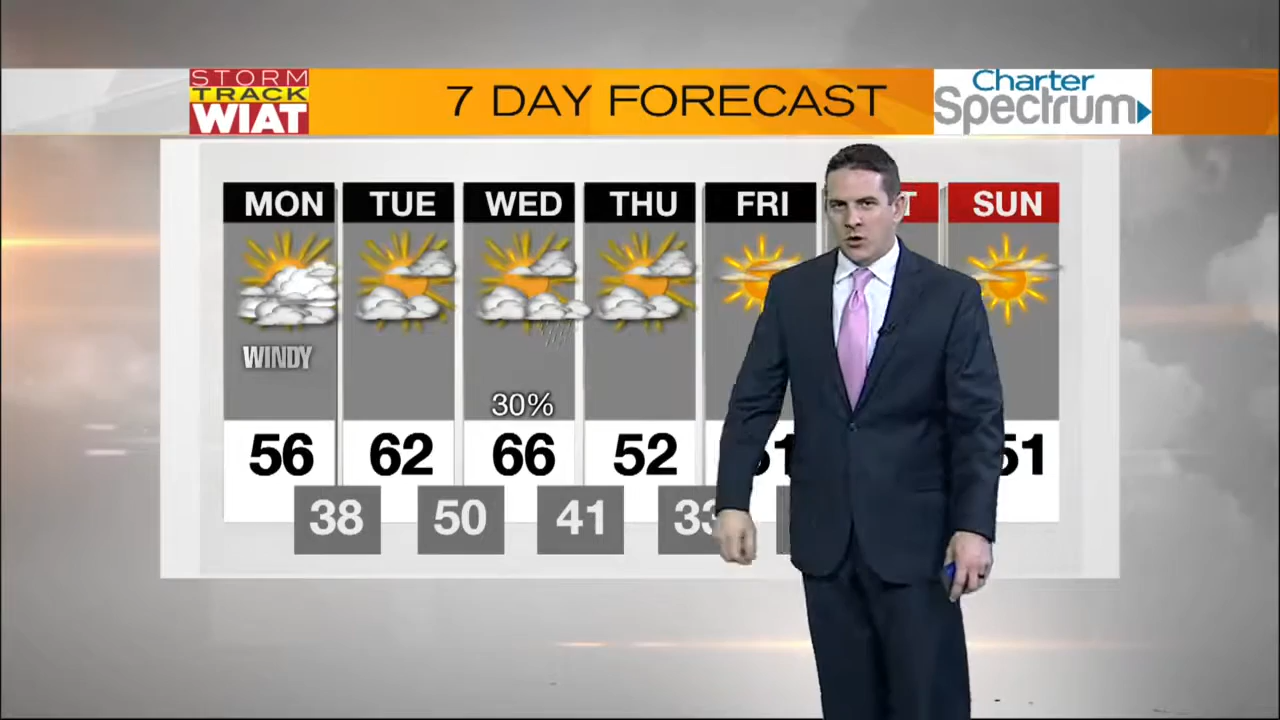 STORM
TRACK
WIAT
7 DAY FORECAST
Charter
Spectrum
MON TUE WED THU FRI SUN
WINDY
30%
56 62 66 52
38 50 41 33